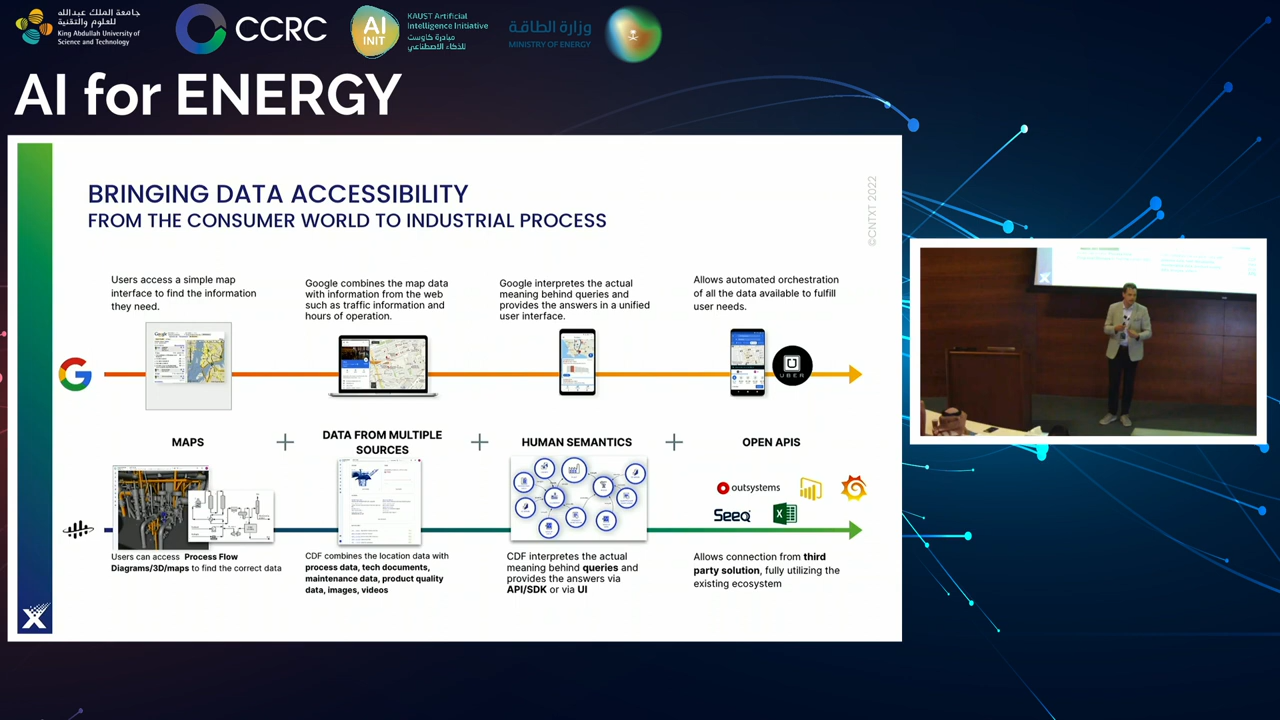 جامعة الملك عبدالله
للعلوم والتقنية
King Abdullah University of
Science and Technology
CCRC
AI
INIT
KAUST Artificial
Intelligence Initiative
مبادرة كاوست
للذكاء الاصطناعي
وزارة الطاقة
MINISTRY OF ENERGY
AI for ENERGY
BRINGING DATA ACCESSIBILITY
FROM THE CONSUMER WORLD TO INDUSTRIAL PROCESS
©CNTXT 2022
Users access a simple map
interface to find the information
they need.
Google combines the map data
with information from the web
such as traffic information and
hours of operation.
Google interprets the actual
meaning behind queries and
provides the answers in a unified
user interface.
Allows automated orchestration
of all the data available to fulfill
user needs.
Google
UBER
MAPS
+
DATA FROM MULTIPLE
SOURCES
+
HUMAN SEMANTICS
+
OPEN APIS
outsystems
Seeq
Users can access Process Flow
Diagrams/3D/maps to find the correct data
CDF combines the location data with
process data, tech documents,
maintenance data, product quality
data, images, videos
CDF interprets the actual
meaning behind queries and
provides the answers via
API/SDK or via UI
Allows connection from third
party solution, fully utilizing the
existing ecosystem